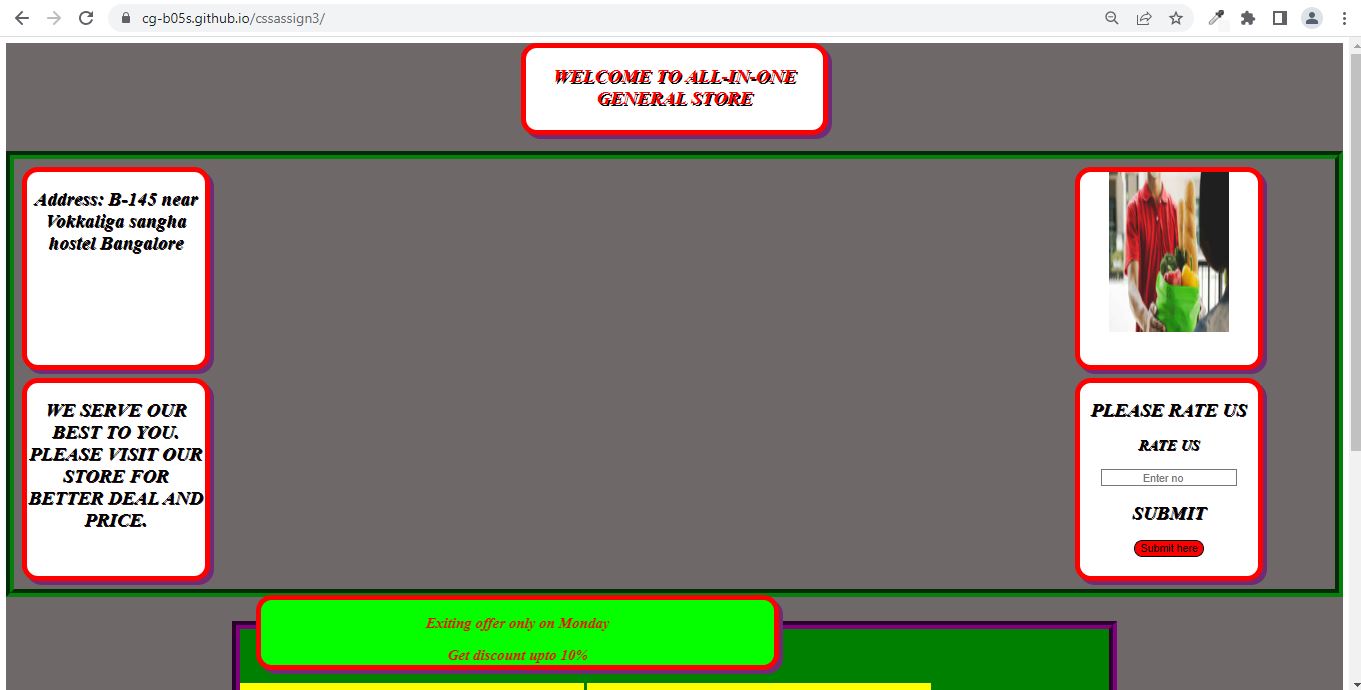 cg-b05s.github.io/cssassign3/
WELCOME TO ALL-IN-ONE
GENERAL STORE
Address: B-145 near
Vokkaliga sangha
hostel Bangalore
WE SERVE OUR
BEST TO YOU.
PLEASE VISIT OUR
STORE FOR
BETTER DEAL AND
PRICE.
PLEASE RATE US
RATE US
Enter no
SUBMIT
Submit here
Exiting offer only on Monday
Get discount upto 10%